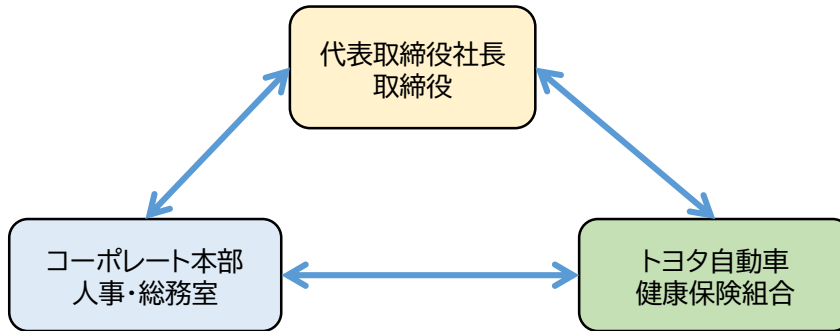 代表取締役社長
取締役
コーポレート本部
人事・総務室
トヨタ自動車
健康保険組合